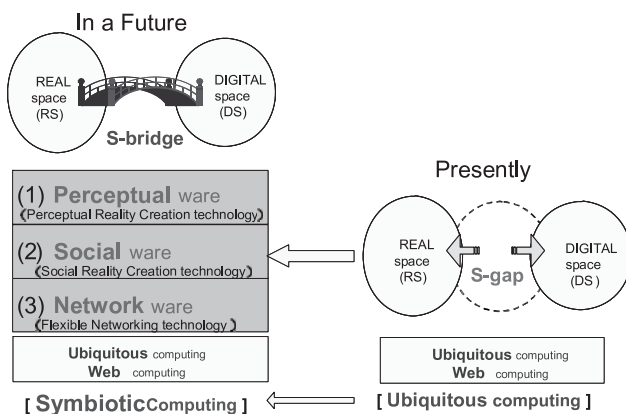 In a Future
REAL
space
(RS)
DIGITAL
space
(DS)
S-bridge
(1) Perceptual ware
《Perceptual Reality Creation technology》
(2) Social ware
《Social Reality Creation technology》
(3) Network ware
《Flexible Networking technology 》
Ubiquitous computing
Web computing
[ Symbiotic Computing ]
Presently
REAL
space
(RS)
S-gap
DIGITAL
space
(DS)
Ubiquitous computing
Web computing
[ Ubiquitous computing ]